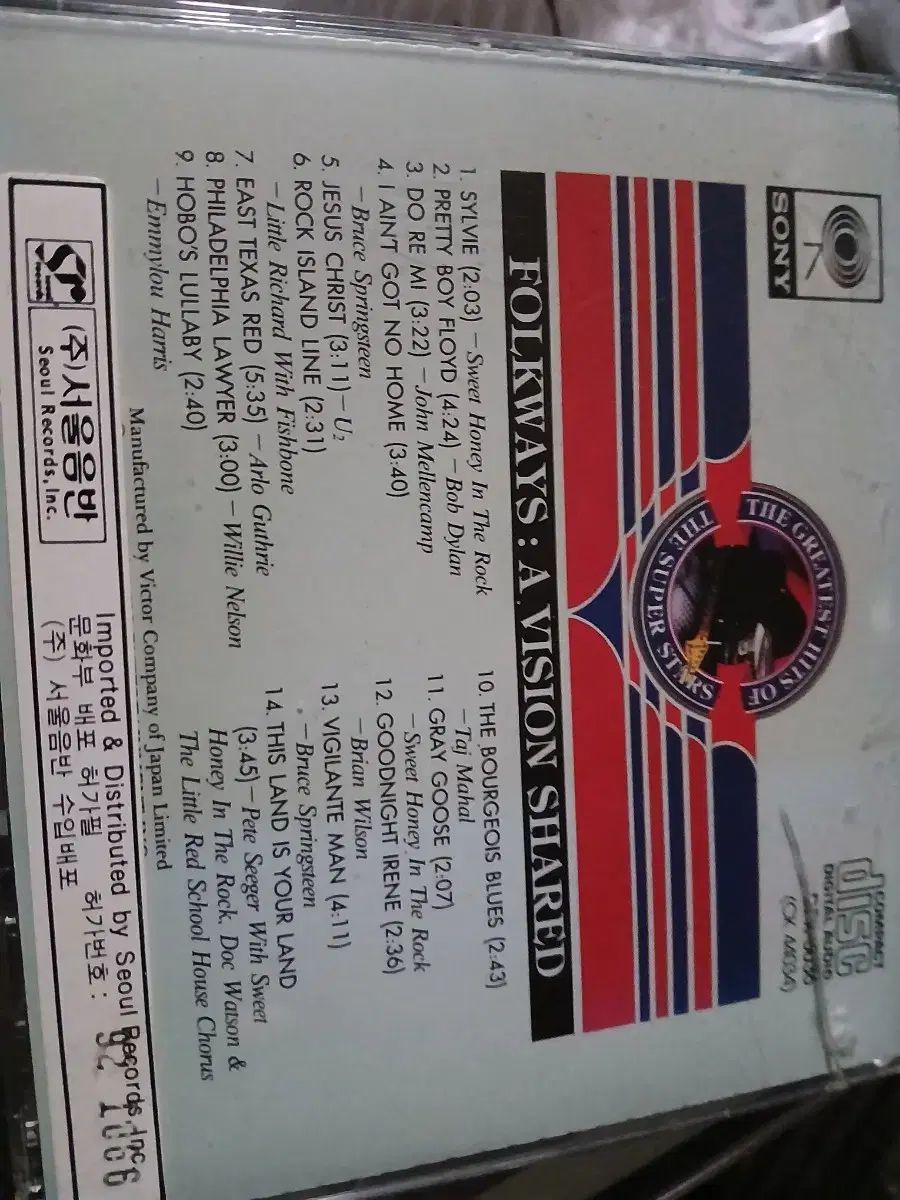 SONY
THE GREATEST HITS OF
THE SUPER STARS
COMPACT
disc
DIGITAL AUDIO
(CK 44034)
FOLKWAYS : A VISION SHARED
1. SYLVIE (2:03) – Sweet Honey In The Rock
2. PRETTY BOY FLOYD (4:24) – Bob Dylan
3. DO RE MI (3:22) – John Mellencamp
4. I AINT GOT NO HOME (3:40)
– Bruce Springsteen
5. JESUS CHRIST (3:11) – U2
6. ROCK ISLAND LINE (2:31)
– Little Richard With Fishbone
7. EAST TEXAS RED (5:35) – Arlo Guthrie
8. PHILADELPHIA LAWYER (3:00) – Willie Nelson
9. HOBO'S LULLABY (2:40)
– Emmylou Harris
10. THE BOURGEOIS BLUES (2:43)
– Taj Mahal
11. GRAY GOOSE (2:07)
– Sweet Honey In The Rock
12. GOODNIGHT IRENE (2:36)
– Brian Wilson
13. VIGILANTE MAN (4:11)
– Bruce Springsteen
14. THIS LAND IS YOUR LAND
(3:45) – Pete Seeger With Sweet
Honey In The Rock. Doc Watson &
The Little Red School House Chorus
Manufactured by Victor Company of Japan Limited
(주)서울음반
Seoul Records, Inc.
Imported & Distributed by Seoul Records, Inc
문화부 배포 허가필 허가번호 :
(주) 서울음반 수입배포